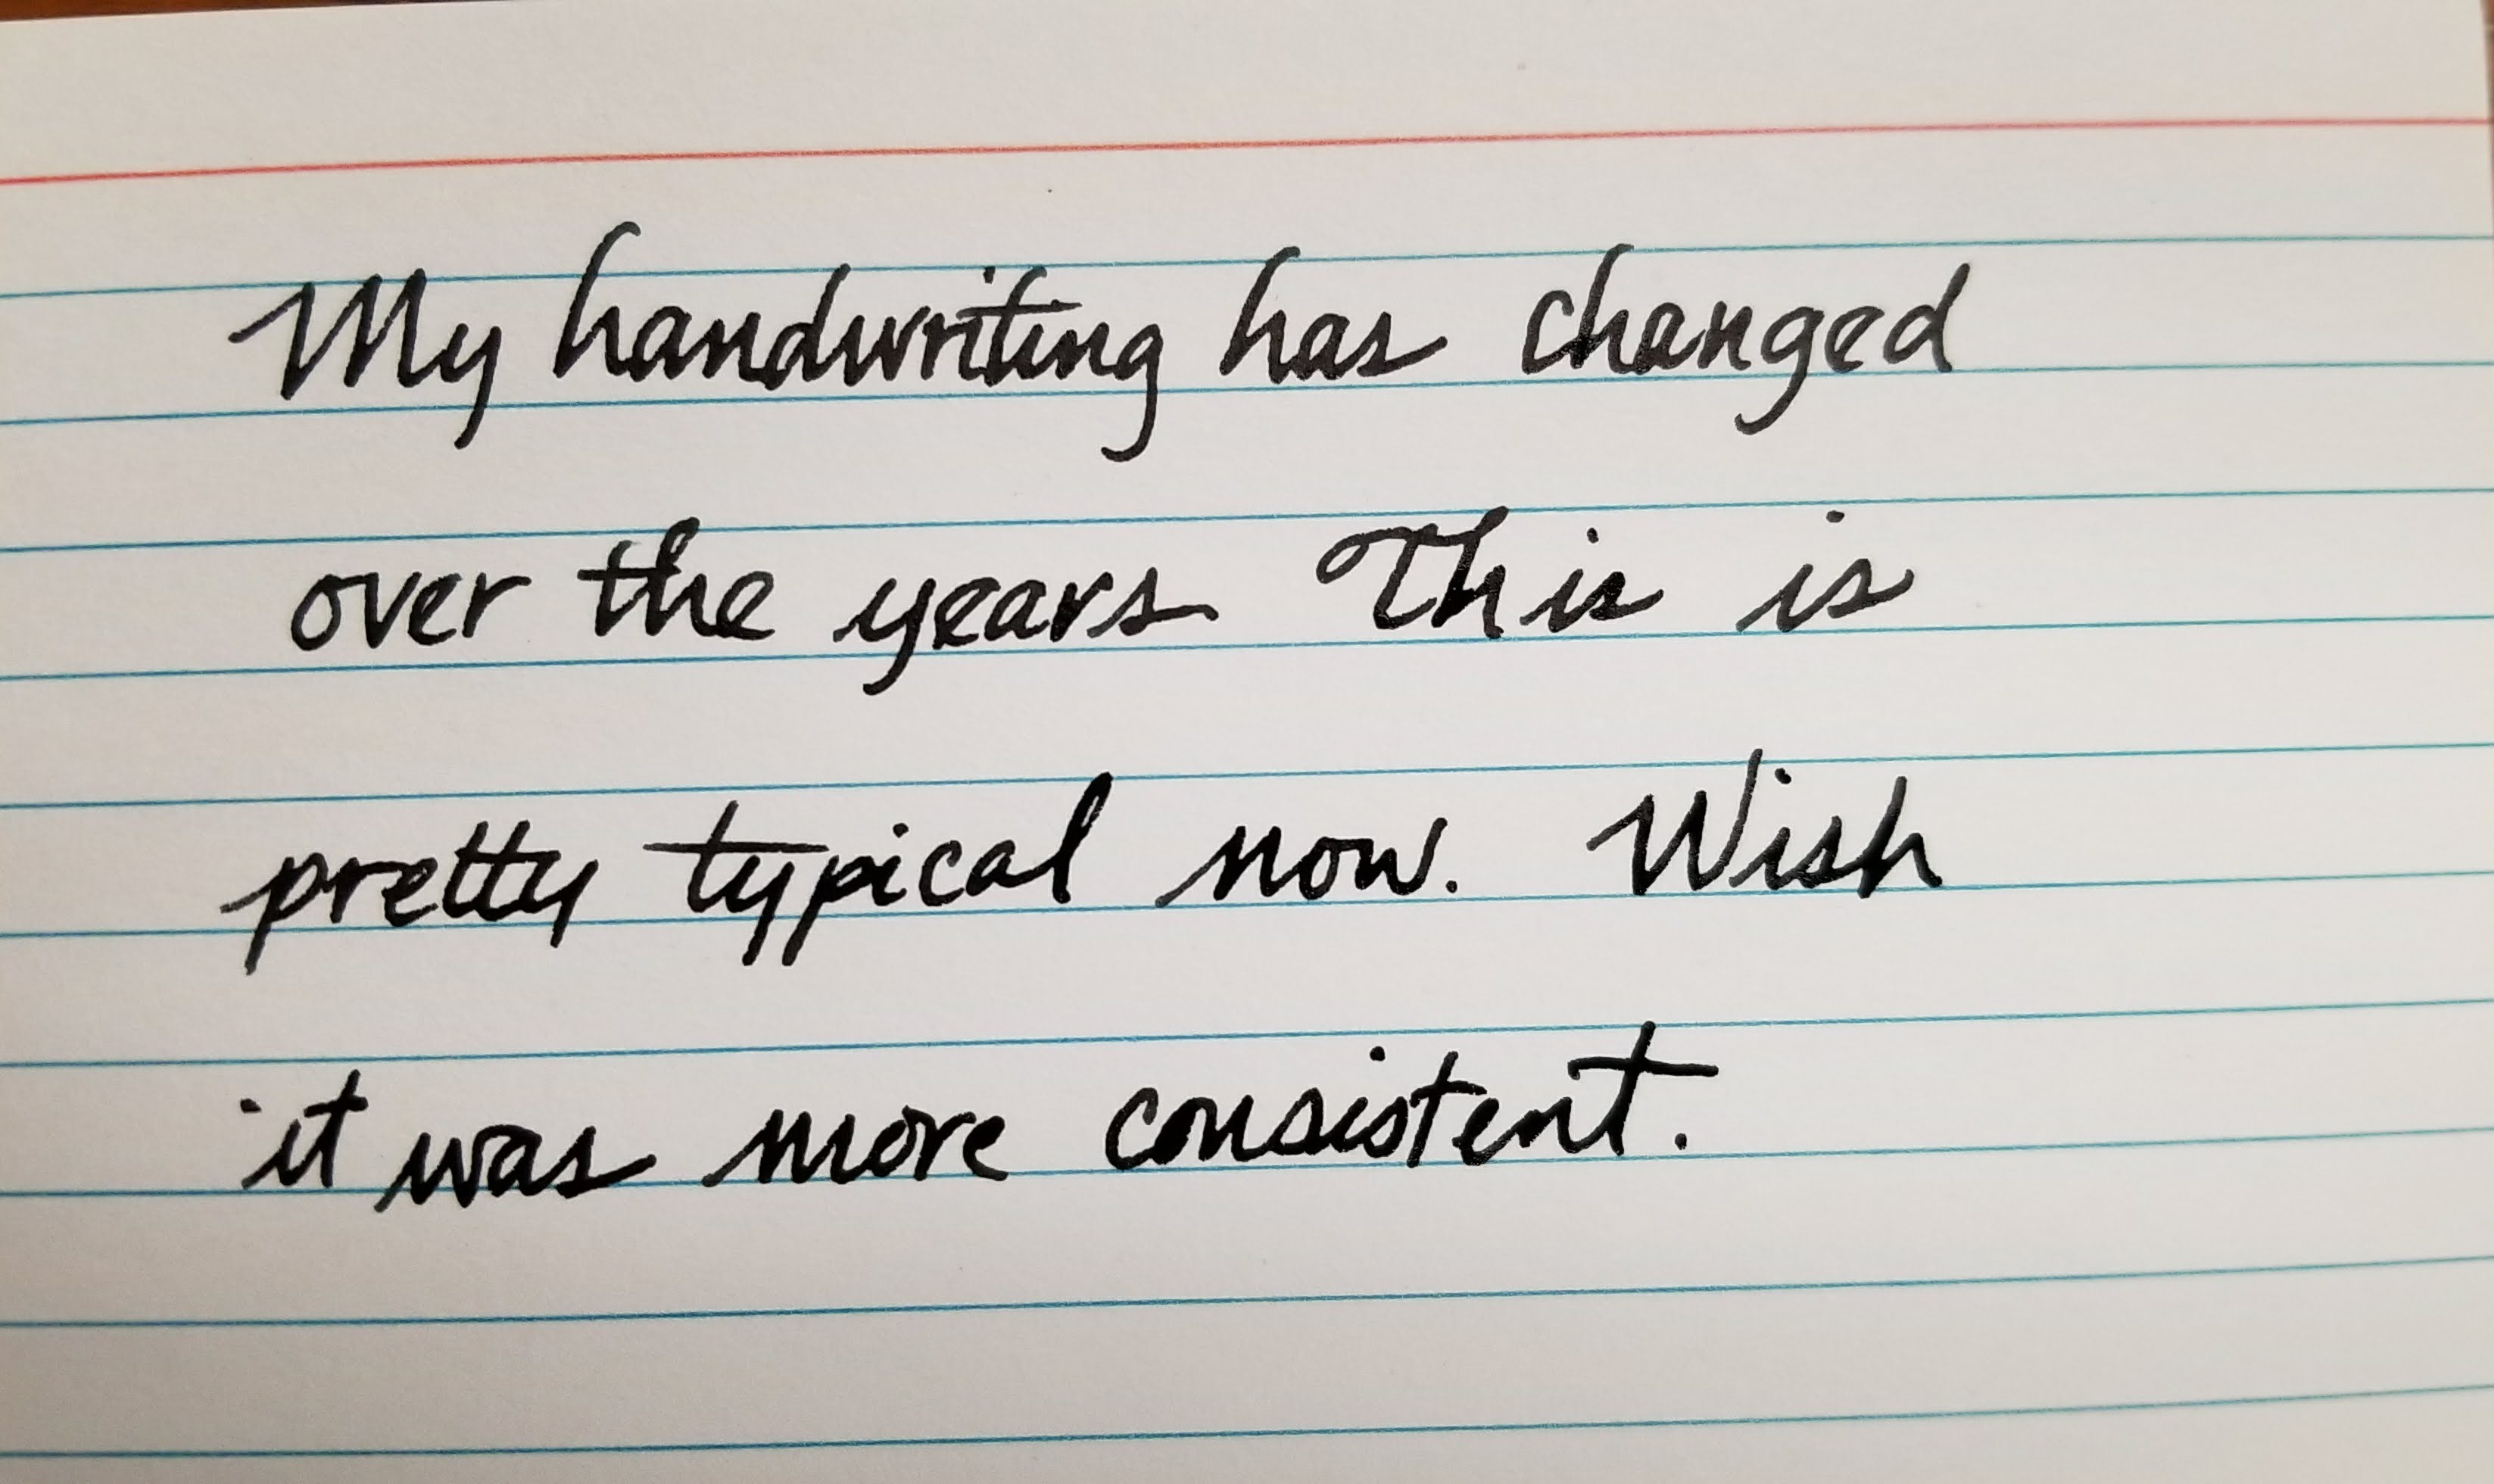 My handwriting has changed
over the years This is
pretty typical now. Wish
it was more consistent.